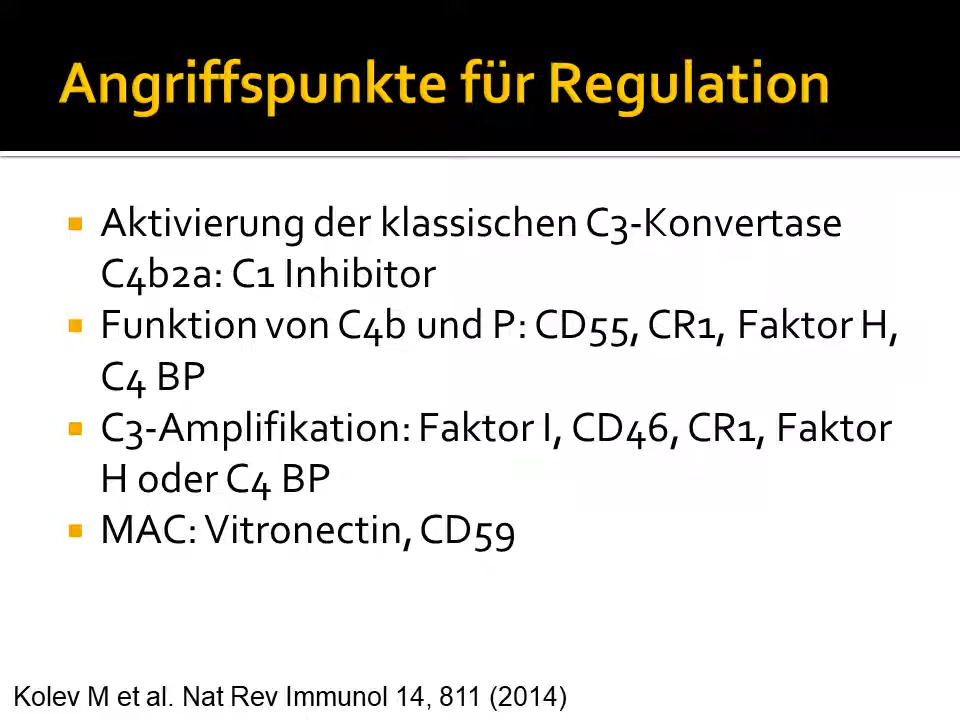 Angriffspunkte für Regulation
Aktivierung der klassischen C3-Konvertase
C4b2a: C1 Inhibitor
Funktion von C4b und P: CD55, CR1, Faktor H,
C4 BP
C3-Amplifikation: Faktor I, CD46, CR1, Faktor
H oder C4 BP
MAC: Vitronectin, CD59
Kolev M et al. Nat Rev Immunol 14, 811 (2014)